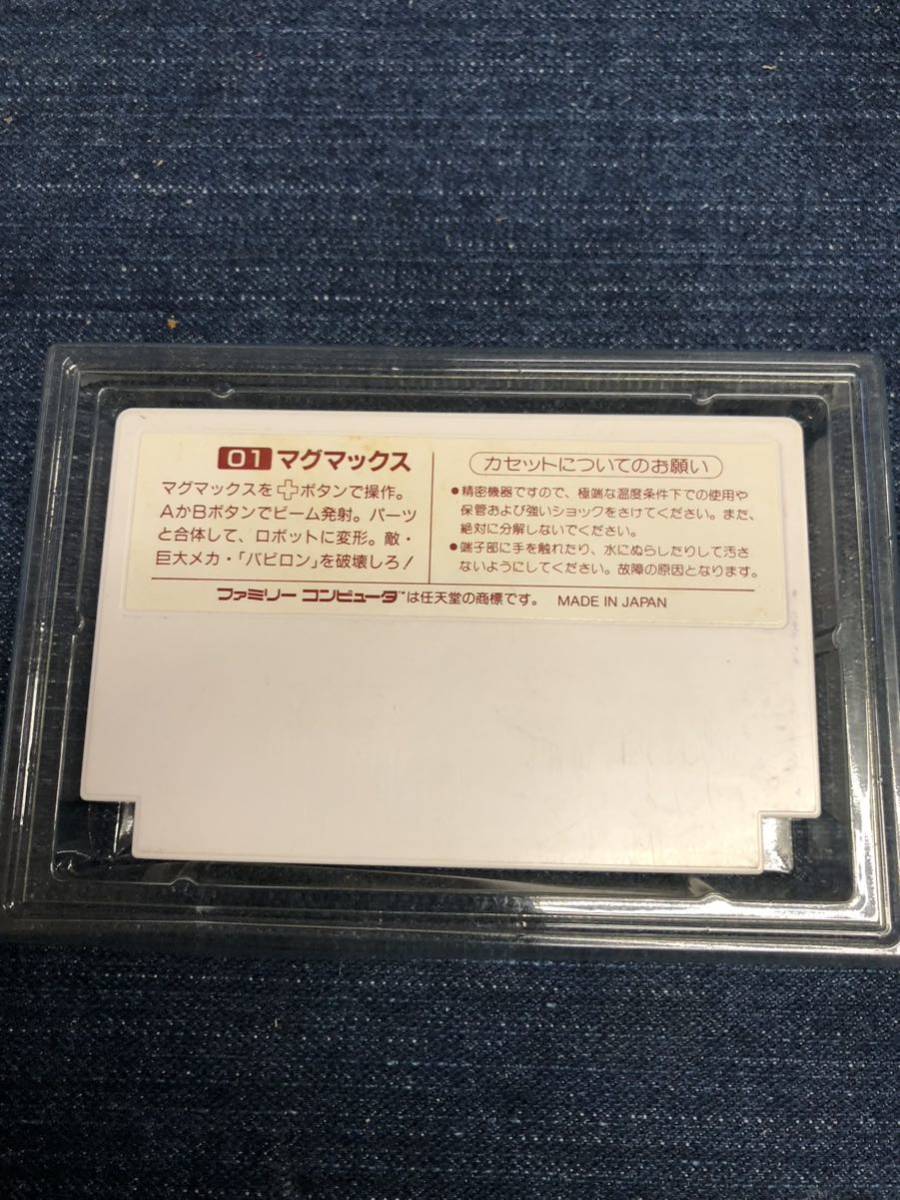 01 マグマックス
マグマックスを✚ボタンで操作。
AかBボタンでビーム発射。パーツ
と合体して、ロボットに変形。敵・
巨大メカ・「バビロン」を破壊しろ!
カセットについてのお願い
●精密機器ですので、極端な温度条件下での使用や
保管および強いショックをさけてください。また、
絶対に分解しないでください。
●端子部に手を触れたり、水にぬらしたりして汚さ
ないようにしてください。故障の原因となります。
ファミリー コンピュータ™は任天堂の商標です。 MADE IN JAPAN